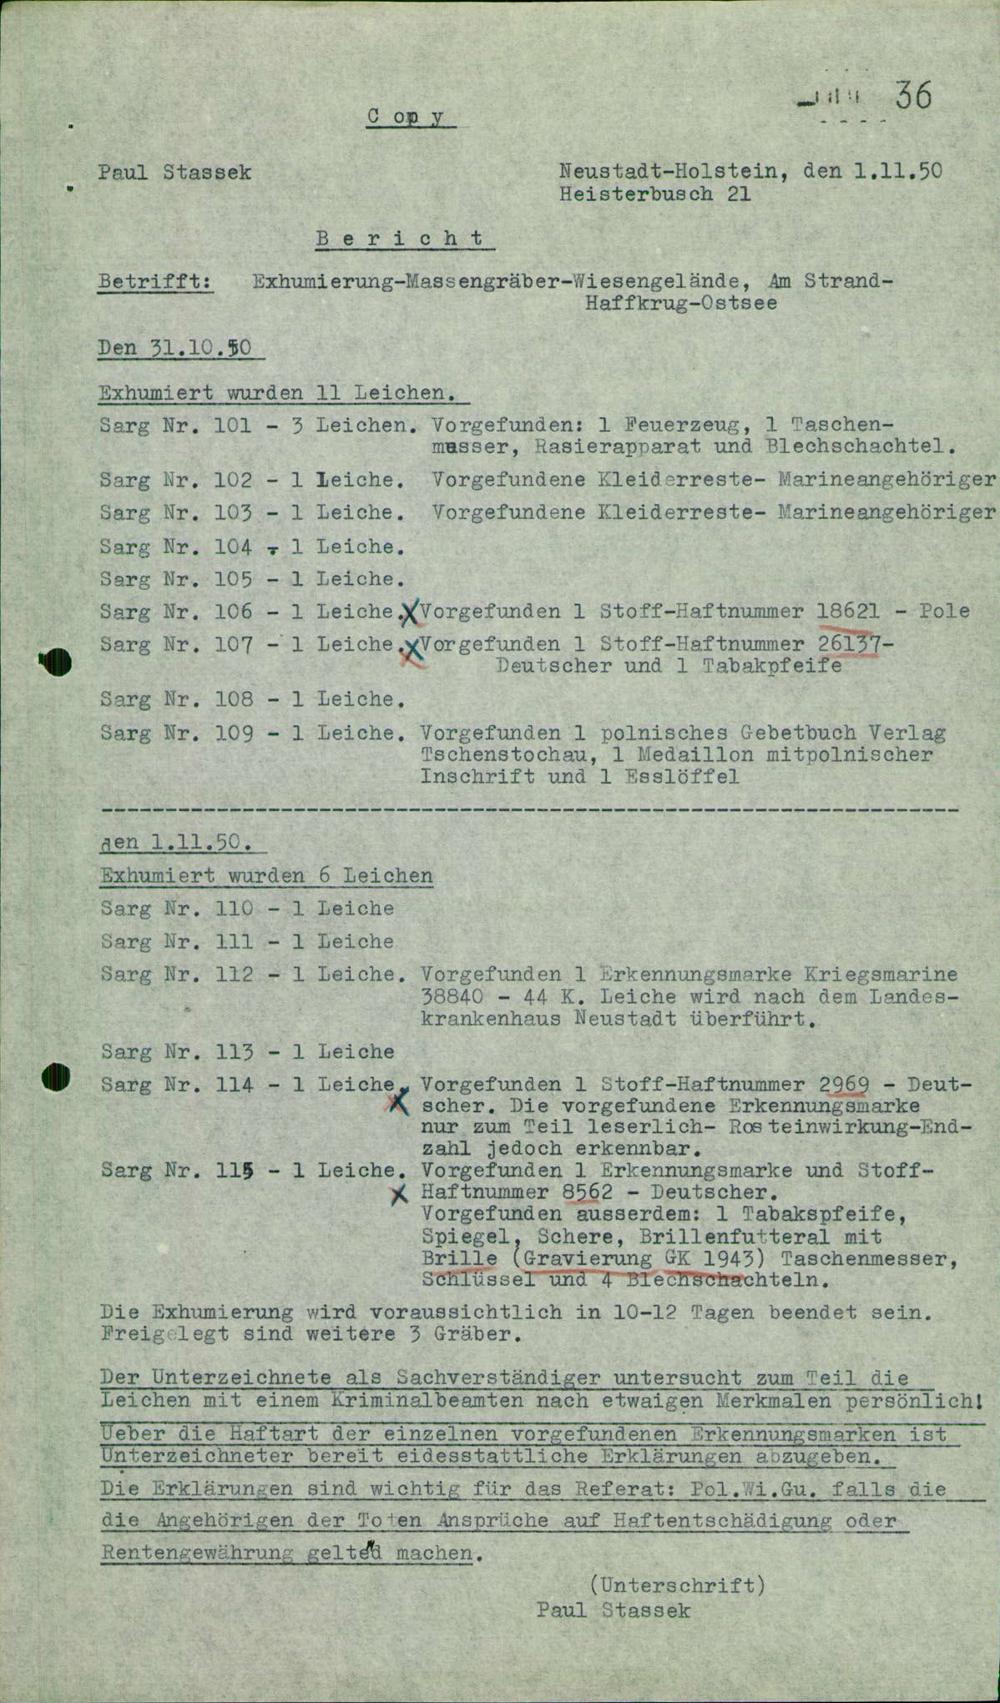 36
Copy
Paul Stassek
Neustadt-Holstein, den 1.11.50
Heisterbusch 21
Bericht
Betrifft: Exhumierung-Massengräber-Wiesengelände, Am Strand-
Haffkrug-Ostsee
Den 31.10.50
Exhumiert wurden 11 Leichen.
Sarg Nr. 101 - 3 Leichen. Vorgefunden: 1 Feuerzeug, 1 Taschen-
messer, Rasierapparat und Blechschachtel.
Sarg Nr. 102 - 1 Leiche. Vorgefundene Kleiderreste- Marineangehöriger
Sarg Nr. 103 - 1 Leiche. Vorgefundene Kleiderreste- Marineangehöriger
Sarg Nr. 104 - 1 Leiche.
Sarg Nr. 105 - 1 Leiche.
Sarg Nr. 106 - 1 Leiche. X Vorgefunden 1 Stoff-Haftnummer 18621 - Pole
Sarg Nr. 107 - 1 Leiche. X Vorgefunden 1 Stoff-Haftnummer 26137-
Deutscher und 1 Tabakpfeife
Sarg Nr. 108 - 1 Leiche.
Sarg Nr. 109 - 1 Leiche. Vorgefunden 1 polnisches Gebetbuch Verlag
Tschenstochau, 1 Medaillon mitpolnischer
Inschrift und 1 Esslöffel
den 1.11.50.
Exhumiert wurden 6 Leichen
Sarg Nr. 110 - 1 Leiche
Sarg Nr. 111 - 1 Leiche
Sarg Nr. 112 - 1 Leiche. Vorgefunden 1 Erkennungsmarke Kriegsmarine
38840 - 44 K. Leiche wird nach dem Landes-
krankenhaus Neustadt überführt.
Sarg Nr. 113 - 1 Leiche
Sarg Nr. 114 - 1 Leiche. Vorgefunden 1 Stoff-Haftnummer 2969 - Deut-
X scher. Die vorgefundene Erkennungsmarke
nur zum Teil leserlich- Rosteinwirkung-End-
zahl jedoch erkennbar.
Sarg Nr. 115 - 1 Leiche. Vorgefunden 1 Erkennungsmarke und Stoff-
X Haftnummer 8562 - Deutscher.
Vorgefunden ausserdem: 1 Tabakspfeife,
Spiegel, Schere, Brillenfutteral mit
Brille (Gravierung GK 1943) Taschenmesser,
Schlüssel und 4 Blechschachteln.
Die Exhumierung wird voraussichtlich in 10-12 Tagen beendet sein.
Freigelegt sind weitere 3 Gräber.
Der Unterzeichnete als Sachverständiger untersucht zum Teil die
Leichen mit einem Kriminalbeamten nach etwaigen Merkmalen persönlich!
Ueber die Haftart der einzelnen vorgefundenen Erkennungsmarken ist
Unterzeichneter bereit eidesstattliche Erklärungen abzugeben.
Die Erklärungen sind wichtig für das Referat: Pol.Wi.Gu. falls die
die Angehörigen der Toten Ansprüche auf Haftentschädigung oder
Rentengewährung geltend machen.
(Unterschrift)
Paul Stassek